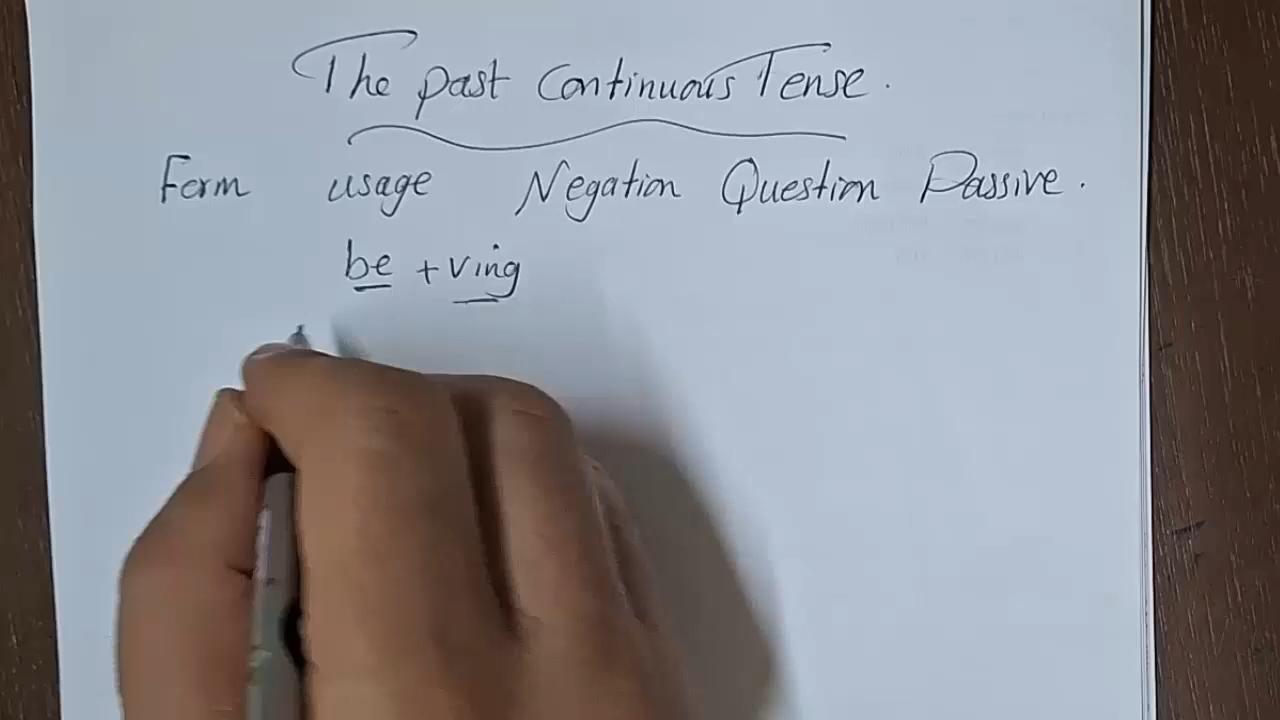 The past Continuous Tense.
Form usage Negation Question Passive.
be + ving